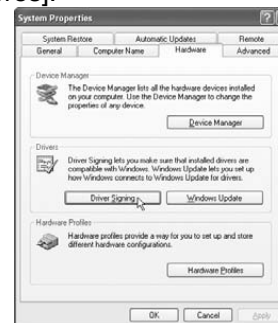 System Properties
System Restore Automatic Updates Remote
General Computer Name Hardware Advanced
Device Manager
The Device Manager lists all the hardware devices installed
on your computer. Use the Device Manager to change the
properties of any device.
Device Manager
Drivers
Driver Signing lets you make sure that installed drivers are
compatible with Windows. Windows Update lets you set up
how Windows connects to Windows Update for drivers.
Driver Signing Windows Update
Hardware Profiles
Hardware profiles provide a way for you to set up and store
different hardware configurations.
Hardware Profiles
OK Cancel Apply